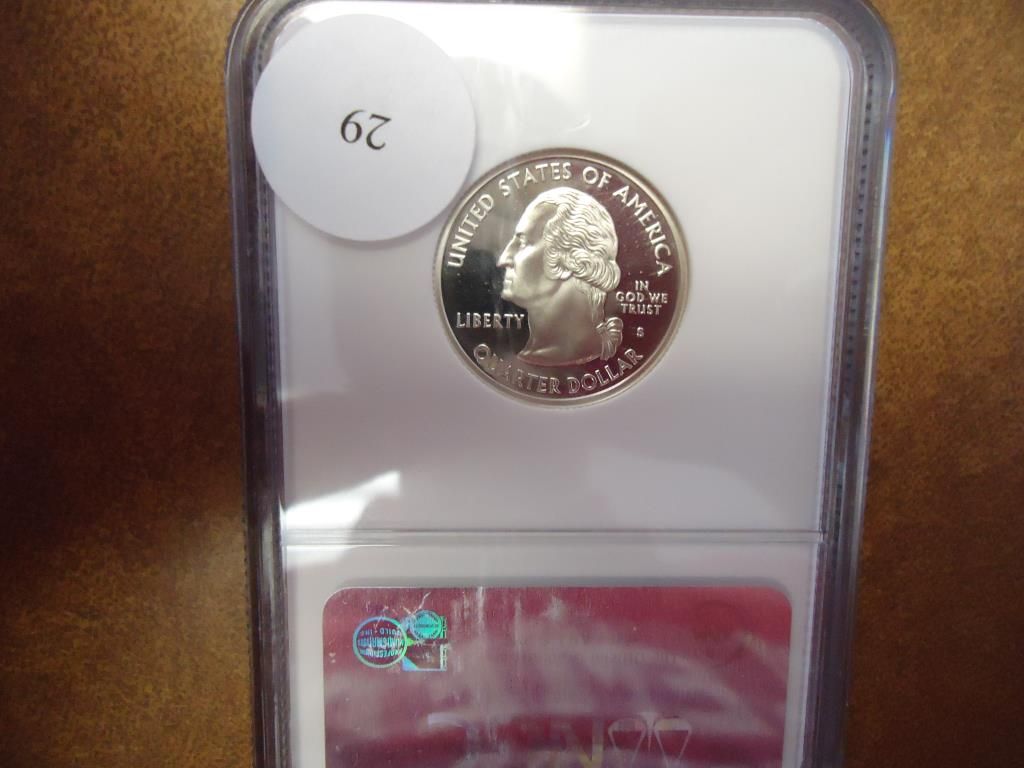 29
UNITED STATES OF AMERICA
LIBERTY
IN
GOD WE
TRUST
S
QUARTER DOLLAR